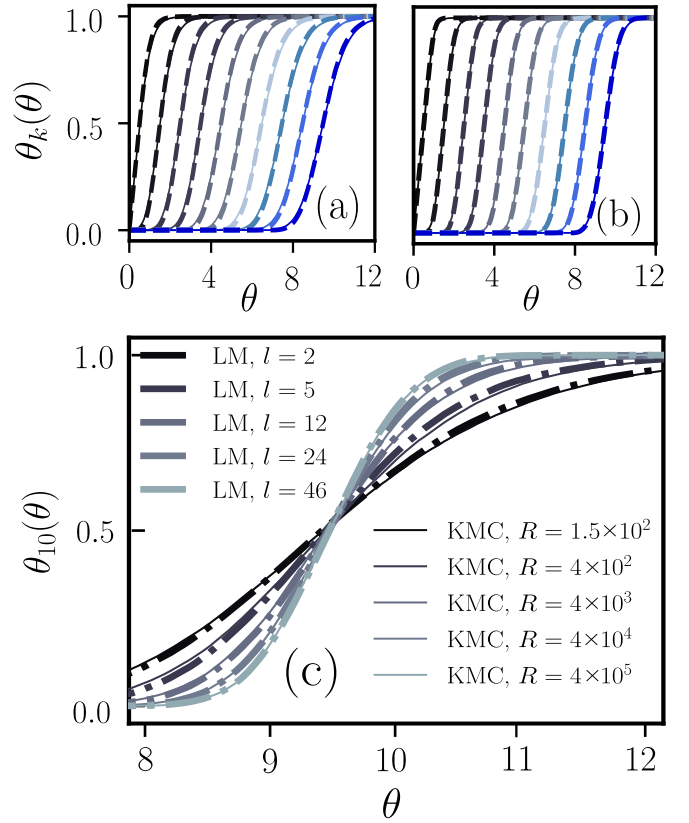 1.0
0.5
0.0
θₖ(θ)
(a)
(b)
0 4 8 12
0 4 8 12
θ
θ
LM, l = 2
LM, l = 5
LM, l = 12
LM, l = 24
LM, l = 46
1.0
0.5
0.0
θ₁₀(θ)
KMC, R = 1.5×10²
KMC, R = 4×10²
KMC, R = 4×10³
KMC, R = 4×10⁴
KMC, R = 4×10⁵
(c)
8 9 10 11 12
θ